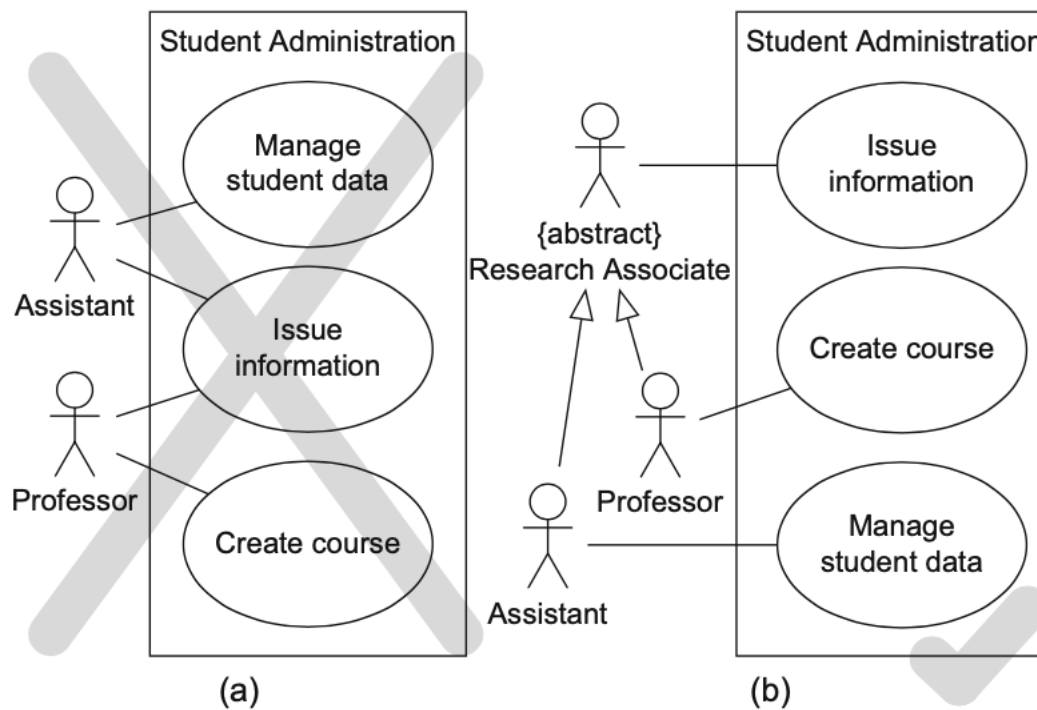 Student Administration
Manage
student data
Assistant
Issue
information
Professor
Create course
(a)
Student Administration
Issue
information
{abstract}
Research Associate
Create course
Professor
Manage
student data
Assistant
(b)